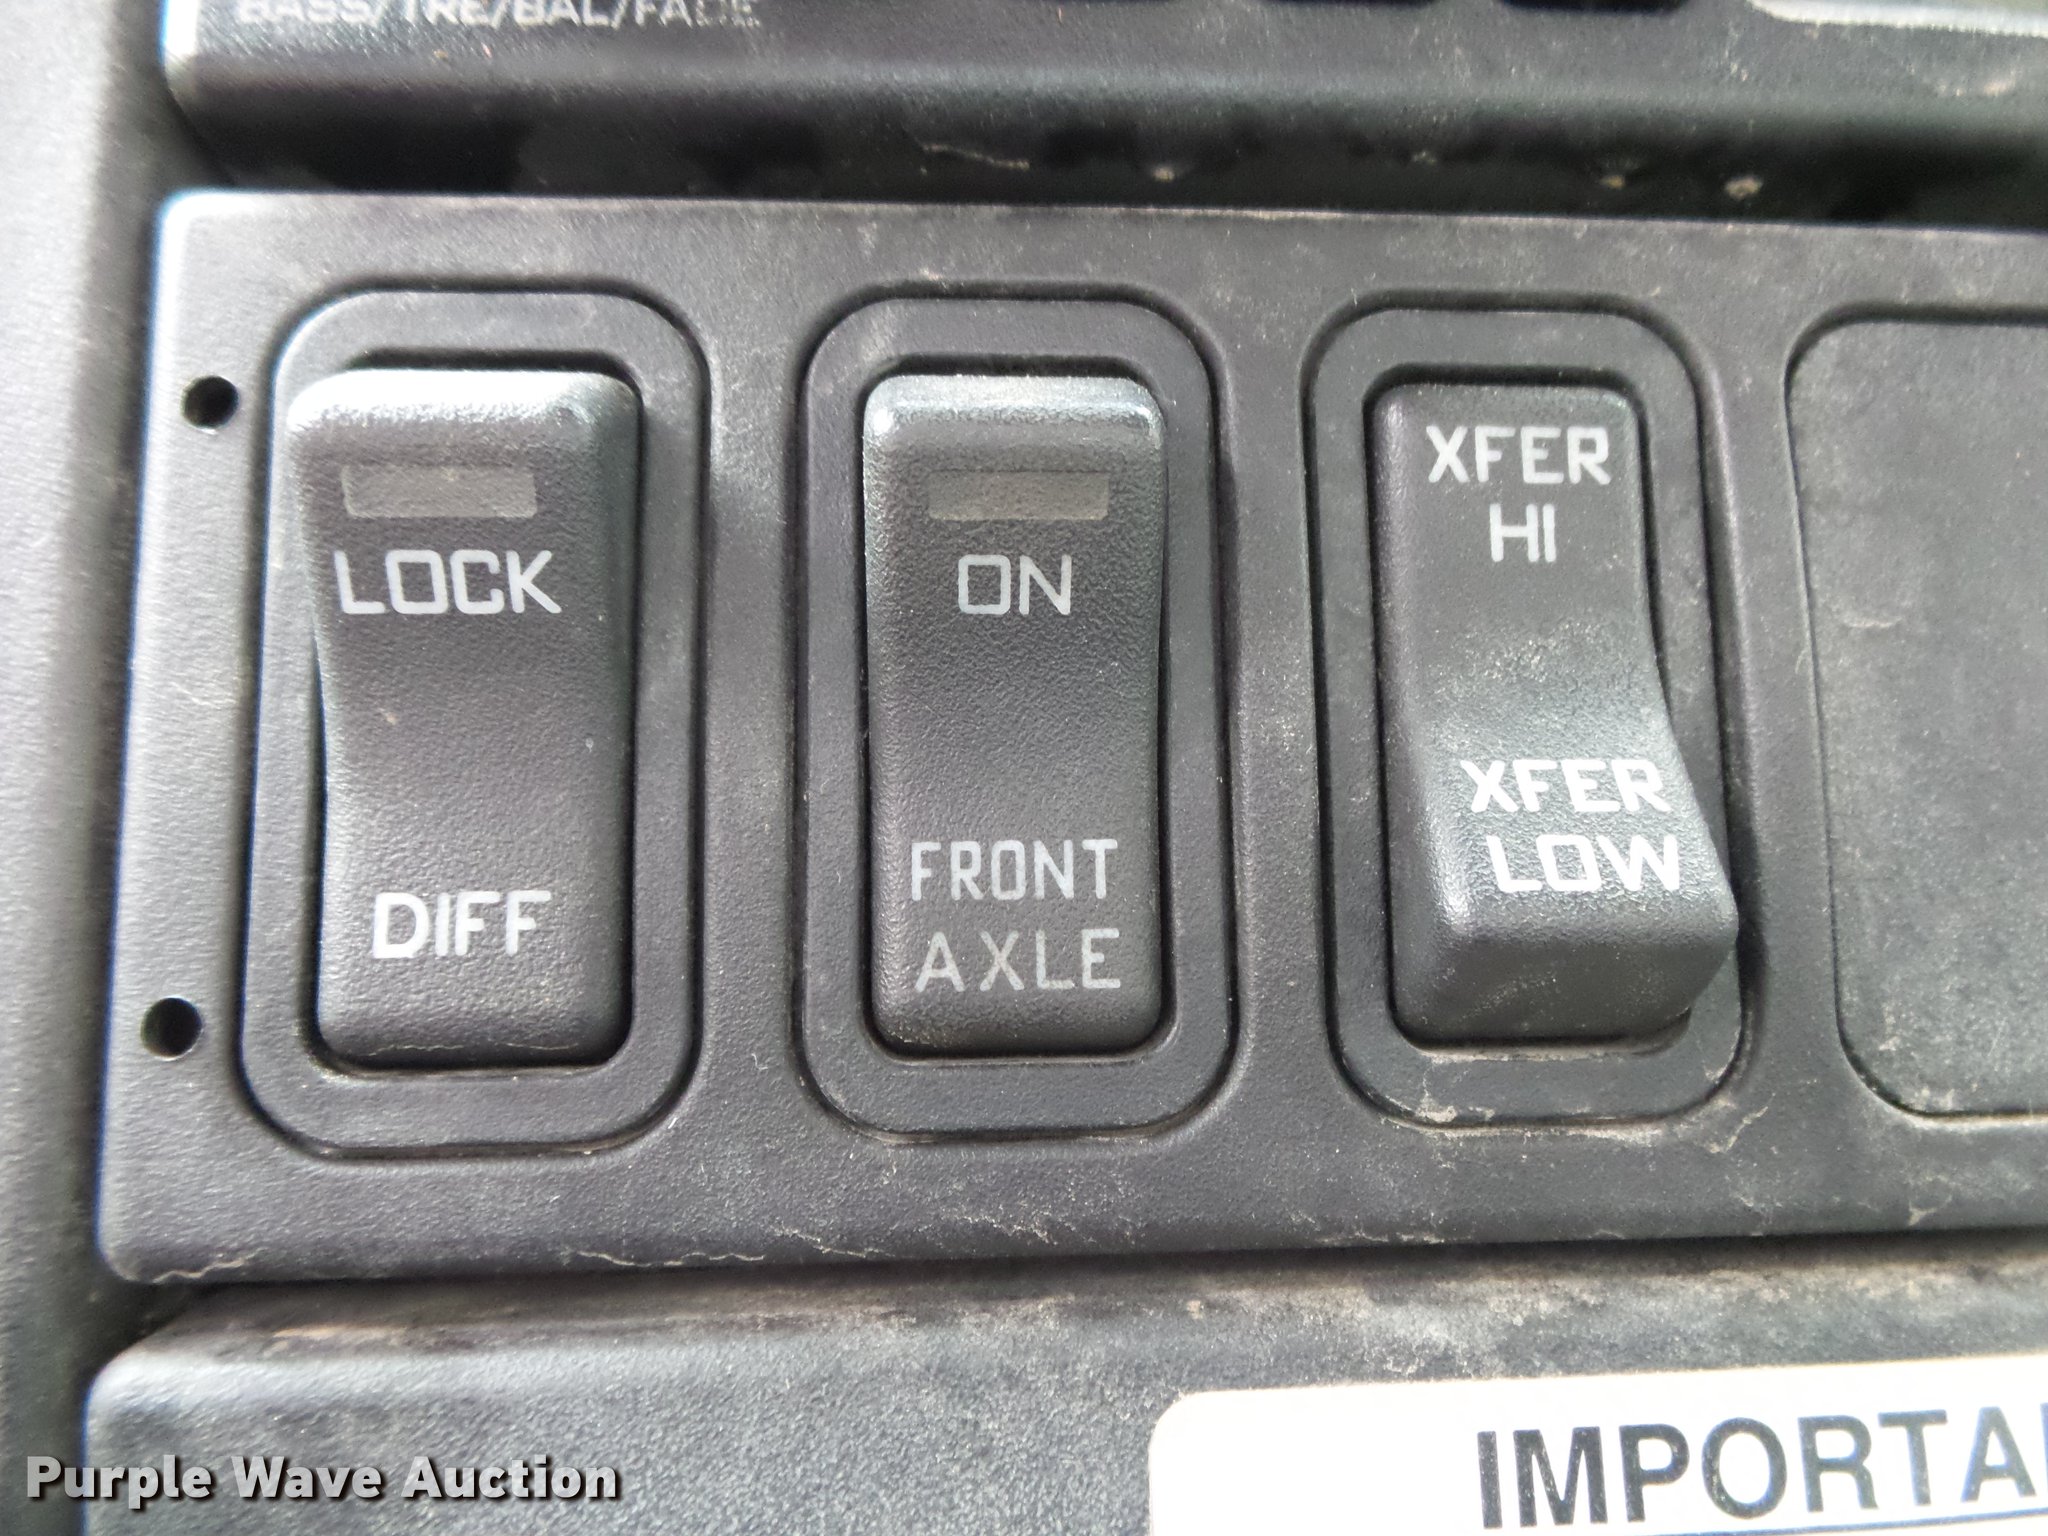 BASS/TRE/BAL/FADE
LOCK
DIFF
ON
FRONT
AXLE
XFER
HI
XFER
LOW
IMPORTA
Purple Wave Auction